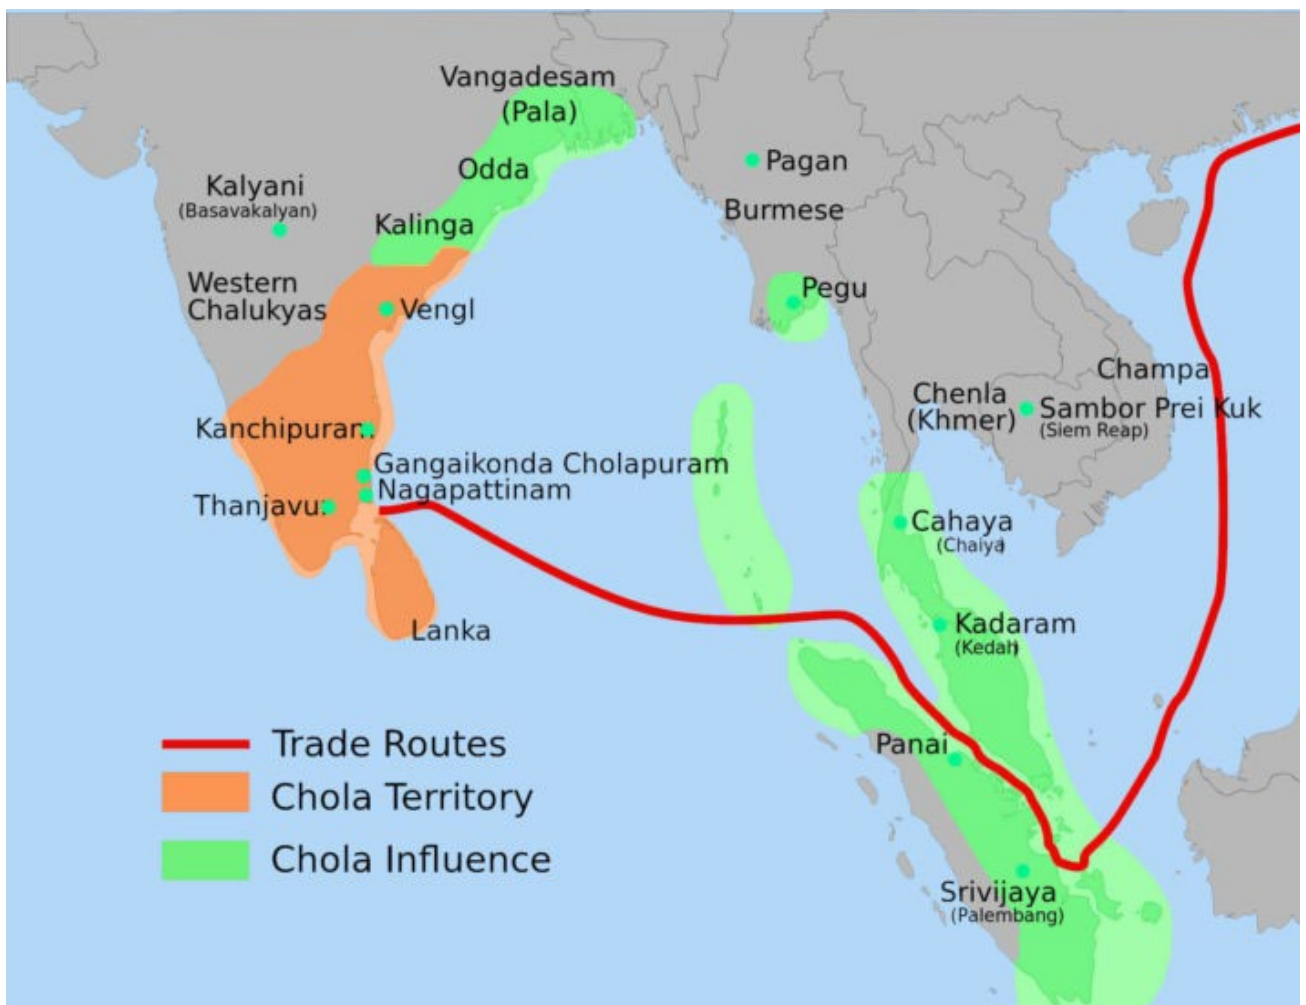 Vangadesam
(Pala)
Odda
Pagan
Kalyani
(Basavakalyan)
Burmese
Kalinga
Western
Chalukyas
Vengl
Pegu
Champa
Chenla
(Khmer)
Sambor Prei Kuk
(Siem Reap)
Kanchipuram
Gangaikonda Cholapuram
Nagapattinam
Thanjavur
Cahaya
(Chaiya)
Lanka
Kadaram
(Kedah)
Panai
Srivijaya
(Palembang)
Trade Routes
Chola Territory
Chola Influence